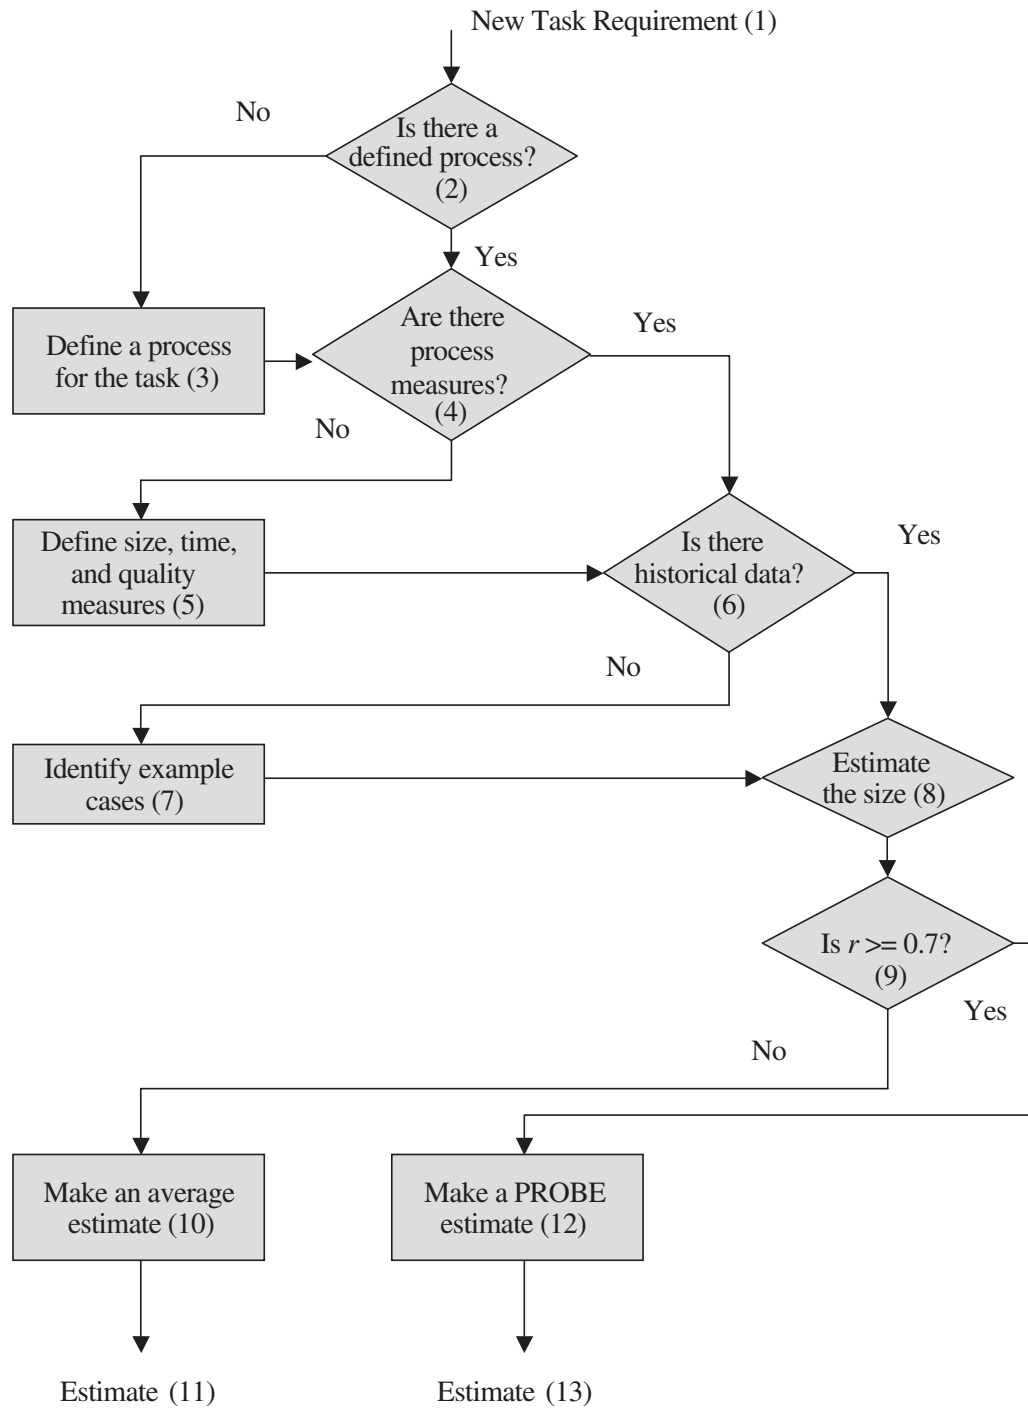 New Task Requirement (1)
No
Is there a
defined process?
(2)
Yes
Define a process
for the task (3)
Are there
process
measures?
(4)
Yes
No
Define size, time,
and quality
measures (5)
Is there
historical data?
(6)
Yes
No
Identify example
cases (7)
Estimate
the size (8)
Is r >= 0.7?
(9)
Yes
No
Make an average
estimate (10)
Make a PROBE
estimate (12)
Estimate (11)
Estimate (13)